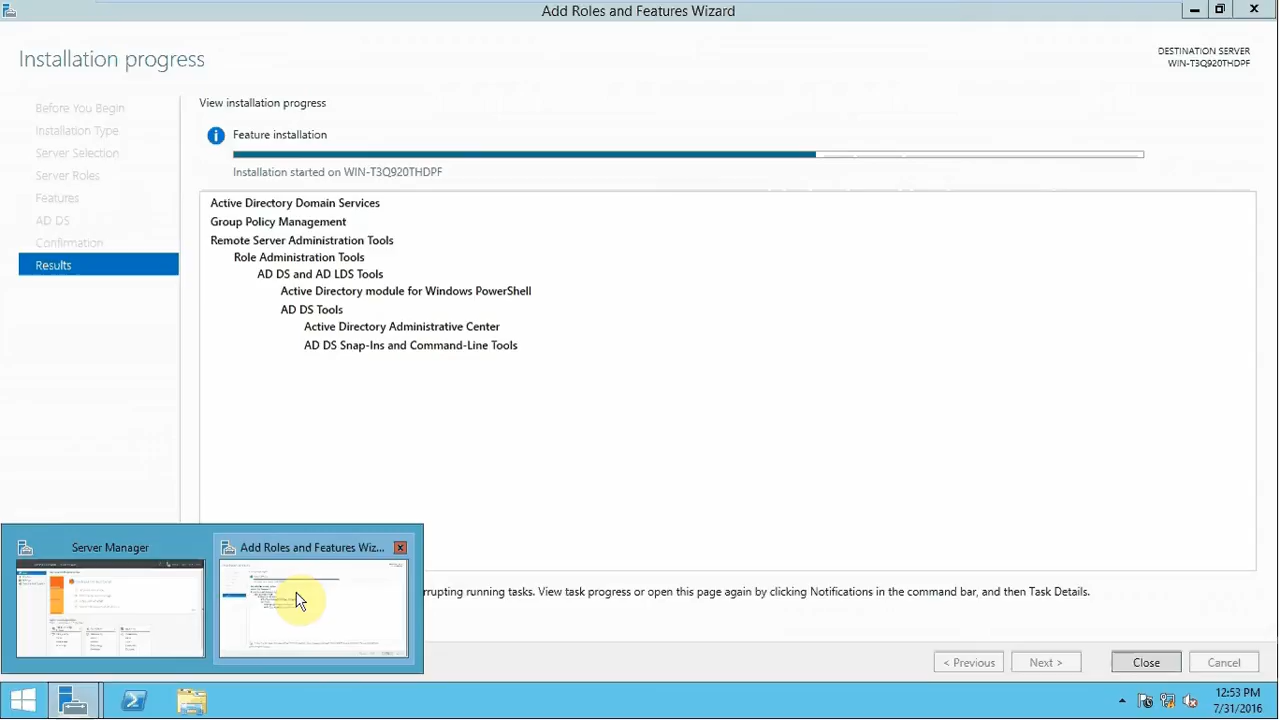 Add Roles and Features Wizard
Installation progress
DESTINATION SERVER
WIN-T3Q920THDPF
Before You Begin
Installation Type
Server Selection
Server Roles
Features
AD DS
Confirmation
Results
View installation progress
Feature installation
Installation started on WIN-T3Q920THDPF
Active Directory Domain Services
Group Policy Management
Remote Server Administration Tools
Role Administration Tools
AD DS and AD LDS Tools
Active Directory module for Windows PowerShell
AD DS Tools
Active Directory Administrative Center
AD DS Snap-Ins and Command-Line Tools
Server Manager
Add Roles and Features Wiz...
rrupting running tasks. View task progress or open this page again by clicking Notifications in the command bar, and then Task Details.
< Previous
Next >
Close
Cancel
12:53 PM
7/31/2016